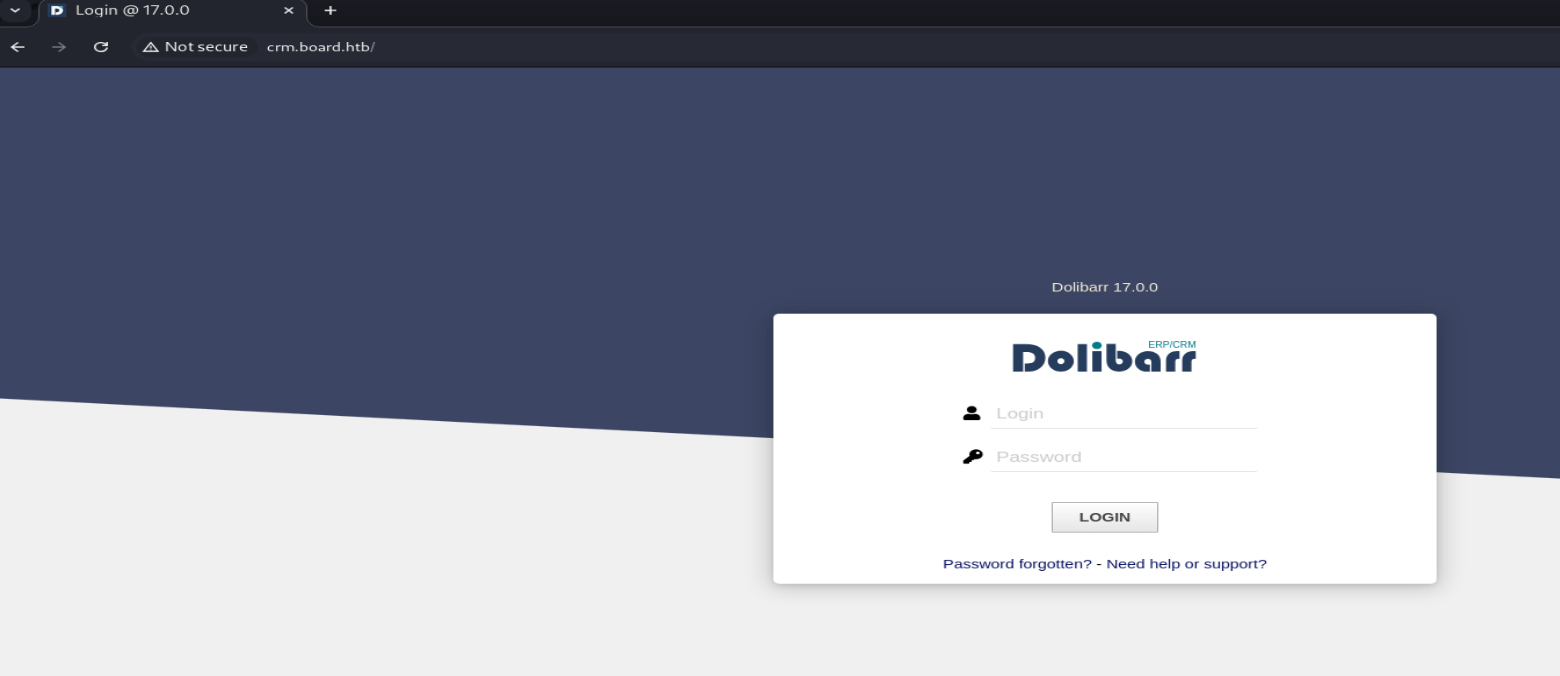 Login @ 17.0.0
Not secure crm.board.htb/
Dolibarr 17.0.0
ERP/CRM
Dolibarr
Login
Password
LOGIN
Password forgotten? - Need help or support?